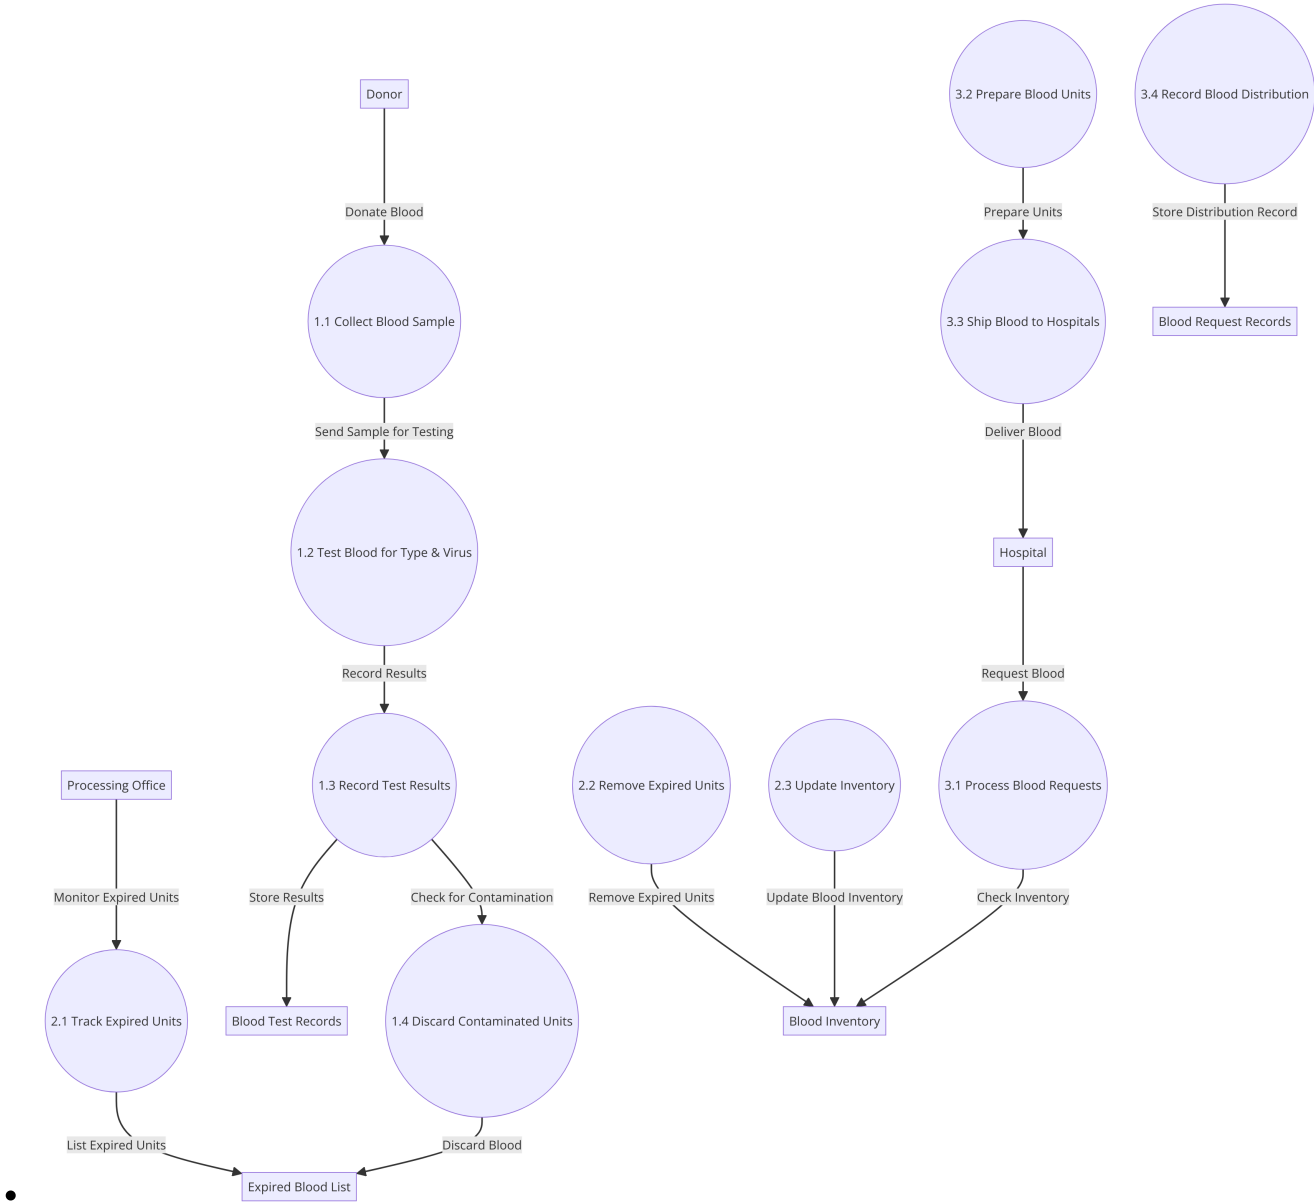 3.2 Prepare Blood Units
3.4 Record Blood Distribution
Donor
Donate Blood
Prepare Units
Store Distribution Record
1.1 Collect Blood Sample
3.3 Ship Blood to Hospitals
Blood Request Records
Send Sample for Testing
Deliver Blood
1.2 Test Blood for Type & Virus
Hospital
Record Results
Request Blood
Processing Office
1.3 Record Test Results
2.2 Remove Expired Units
2.3 Update Inventory
3.1 Process Blood Requests
Monitor Expired Units
Store Results
Check for Contamination
Remove Expired Units
Update Blood Inventory
Check Inventory
2.1 Track Expired Units
Blood Test Records
1.4 Discard Contaminated Units
Blood Inventory
List Expired Units
Discard Blood
Expired Blood List